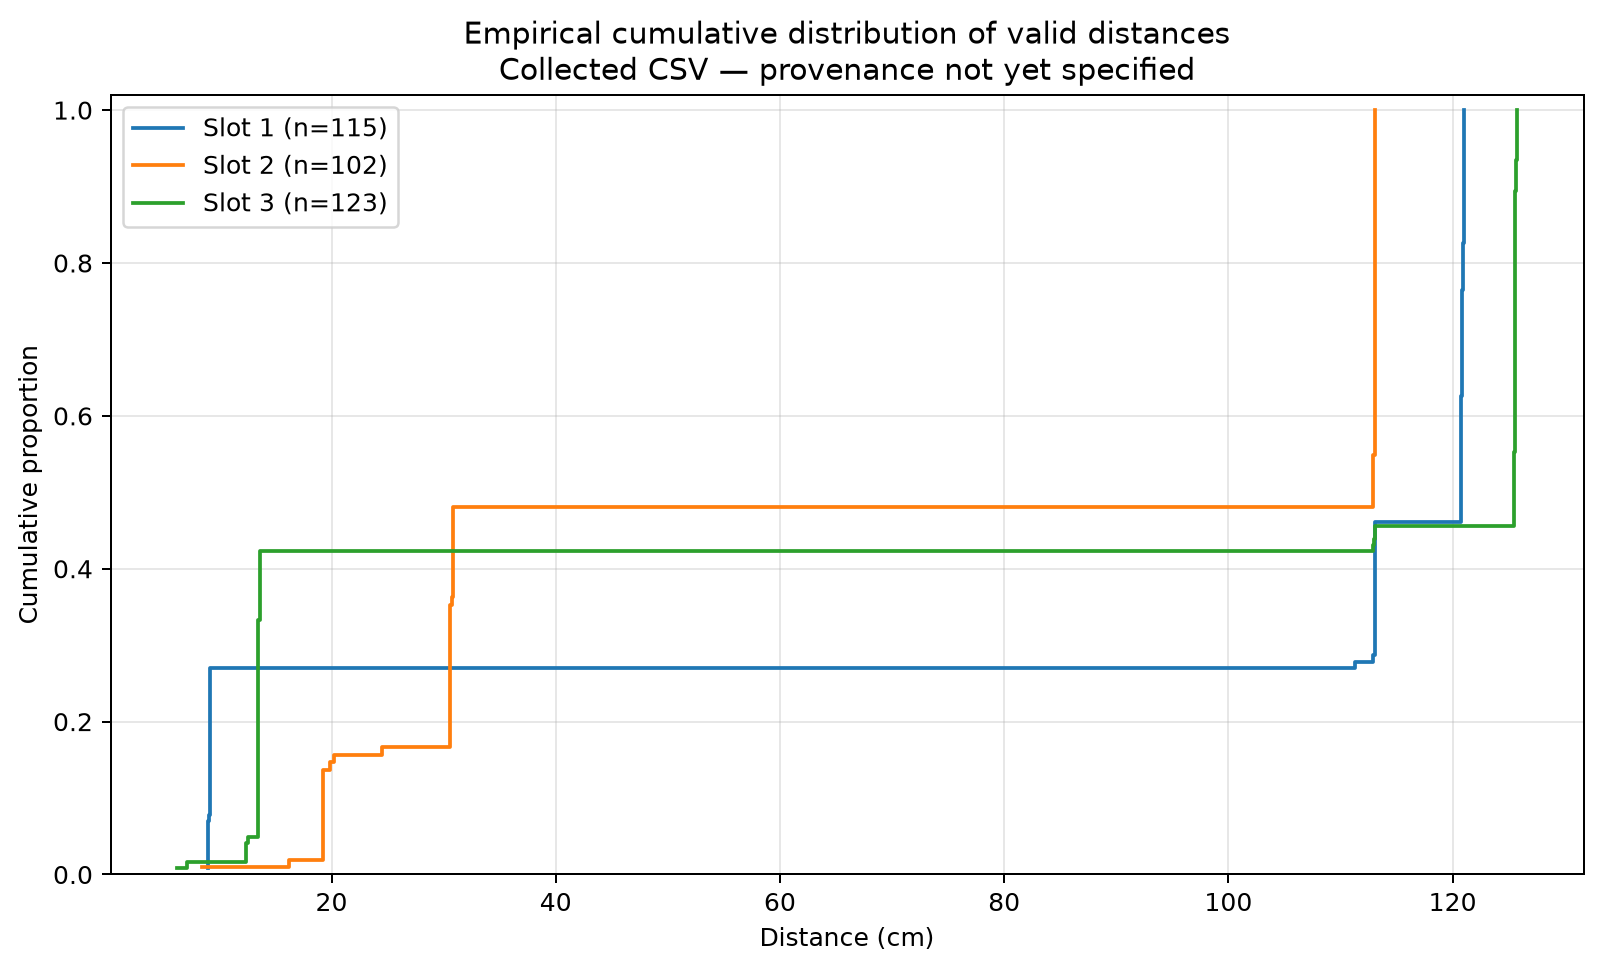 Empirical cumulative distribution of valid distances
Collected CSV — provenance not yet specified
Slot 1 (n=115)
Slot 2 (n=102)
Slot 3 (n=123)
Cumulative proportion
1.0
0.8
0.6
0.4
0.2
0.0
20
40
60
80
100
120
Distance (cm)